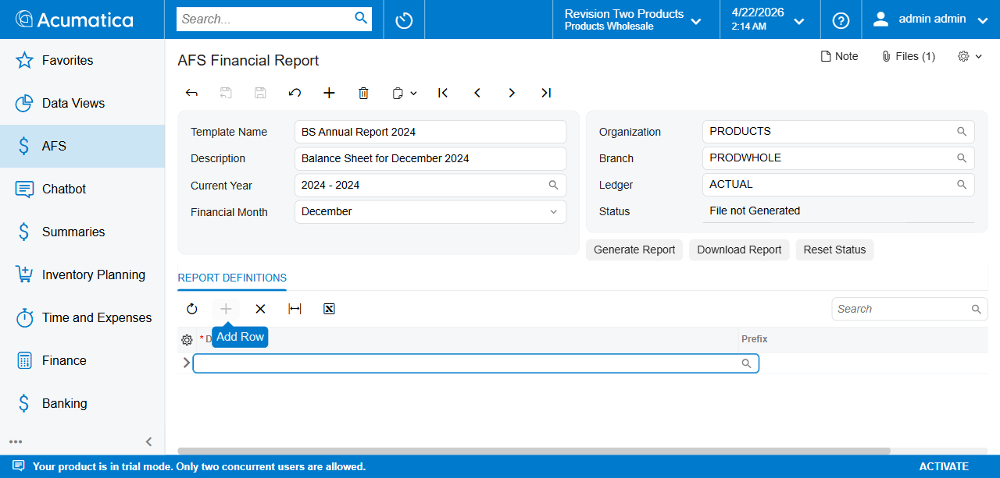 Acumatica
Search...
Revision Two Products
Products Wholesale
4/22/2026
2:14 AM
admin admin
Favorites
Data Views
AFS
Chatbot
Summaries
Inventory Planning
Time and Expenses
Finance
Banking
AFS Financial Report
Note
Files (1)
Template Name
BS Annual Report 2024
Description
Balance Sheet for December 2024
Current Year
2024 - 2024
Financial Month
December
Organization
PRODUCTS
Branch
PRODWHOLE
Ledger
ACTUAL
Status
File not Generated
Generate Report
Download Report
Reset Status
REPORT DEFINITIONS
Search
Add Row
Prefix
Your product is in trial mode. Only two concurrent users are allowed.
ACTIVATE